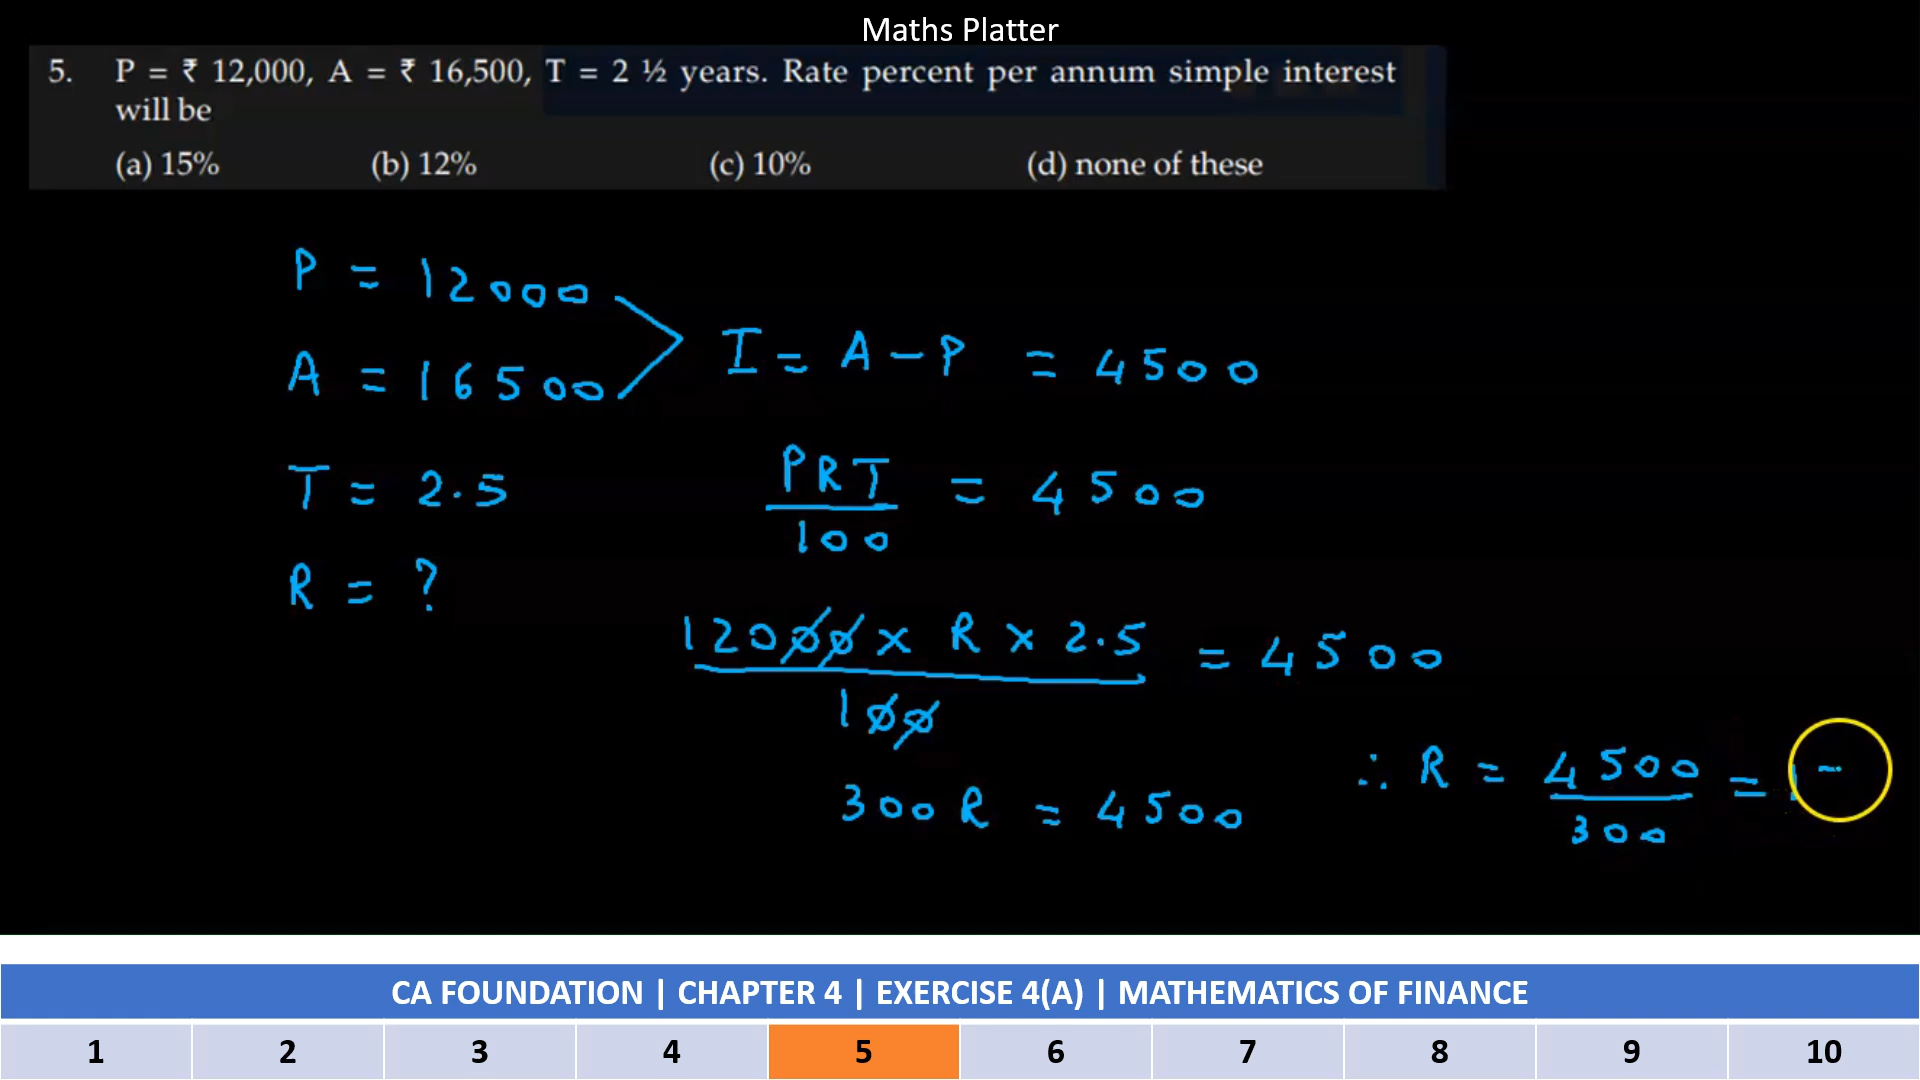 Maths Platter
5. P = ₹ 12,000, A = ₹ 16,500, T = 2 ½ years. Rate percent per annum simple interest
will be
(a) 15% (b) 12% (c) 10% (d) none of these
P = 12000
A = 16500
I = A - P = 4500
T = 2.5
PRT / 100 = 4500
R = ?
12000 x R x 2.5 / 100 = 4500
300 R = 4500
∴ R = 4500 / 300 =
CA FOUNDATION | CHAPTER 4 | EXERCISE 4(A) | MATHEMATICS OF FINANCE
1 2 3 4 5 6 7 8 9 10